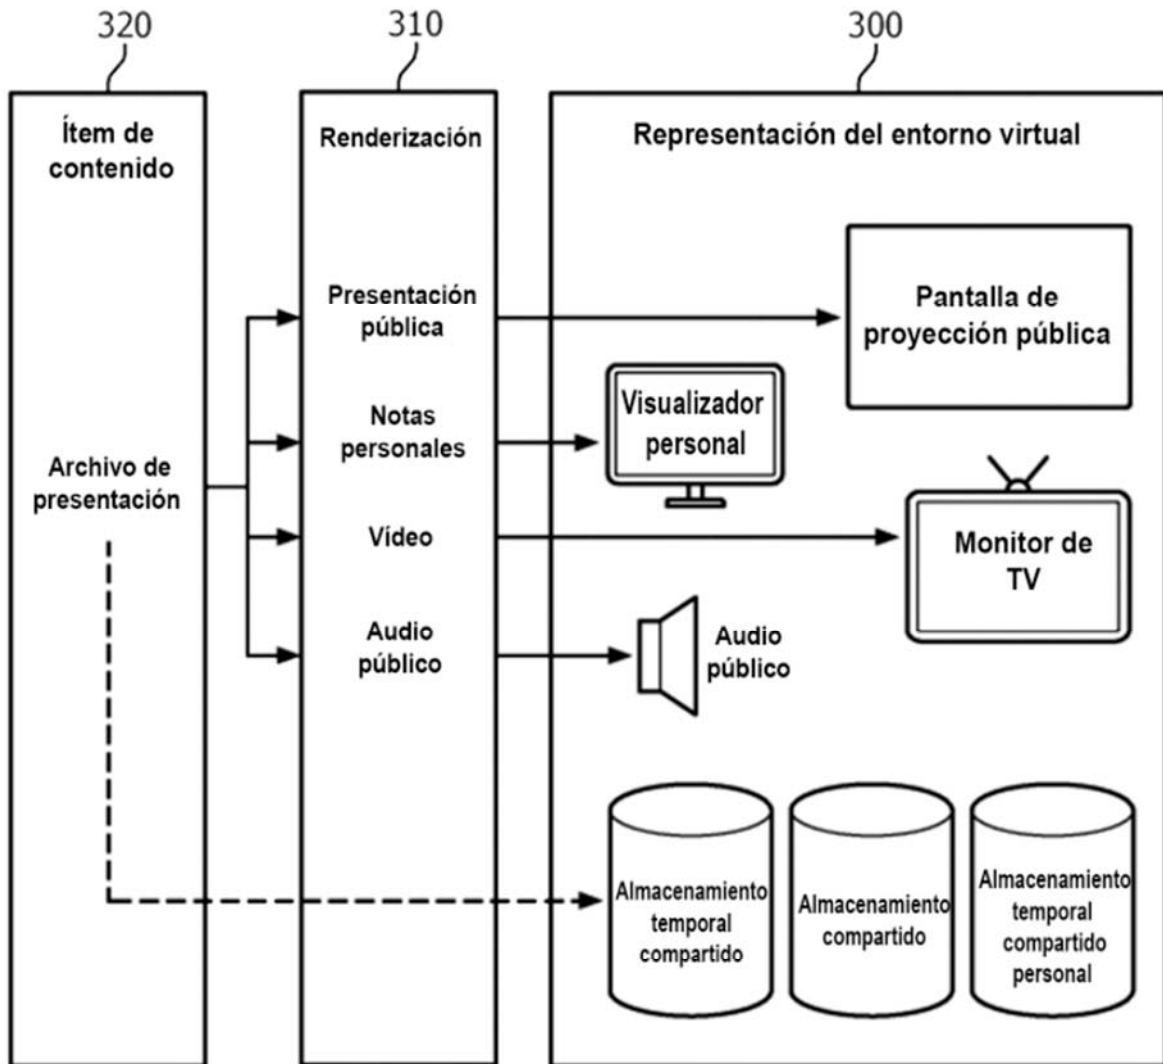 320
310
300
Ítem de
contenido
Renderización
Representación del entorno virtual
Presentación
pública
Pantalla de
proyección pública
Notas
personales
Visualizador
personal
Archivo de
presentación
Vídeo
Monitor de
TV
Audio
público
Audio
público
Almacenamiento
temporal
compartido
Almacenamiento
compartido
Almacenamiento
temporal
compartido
personal